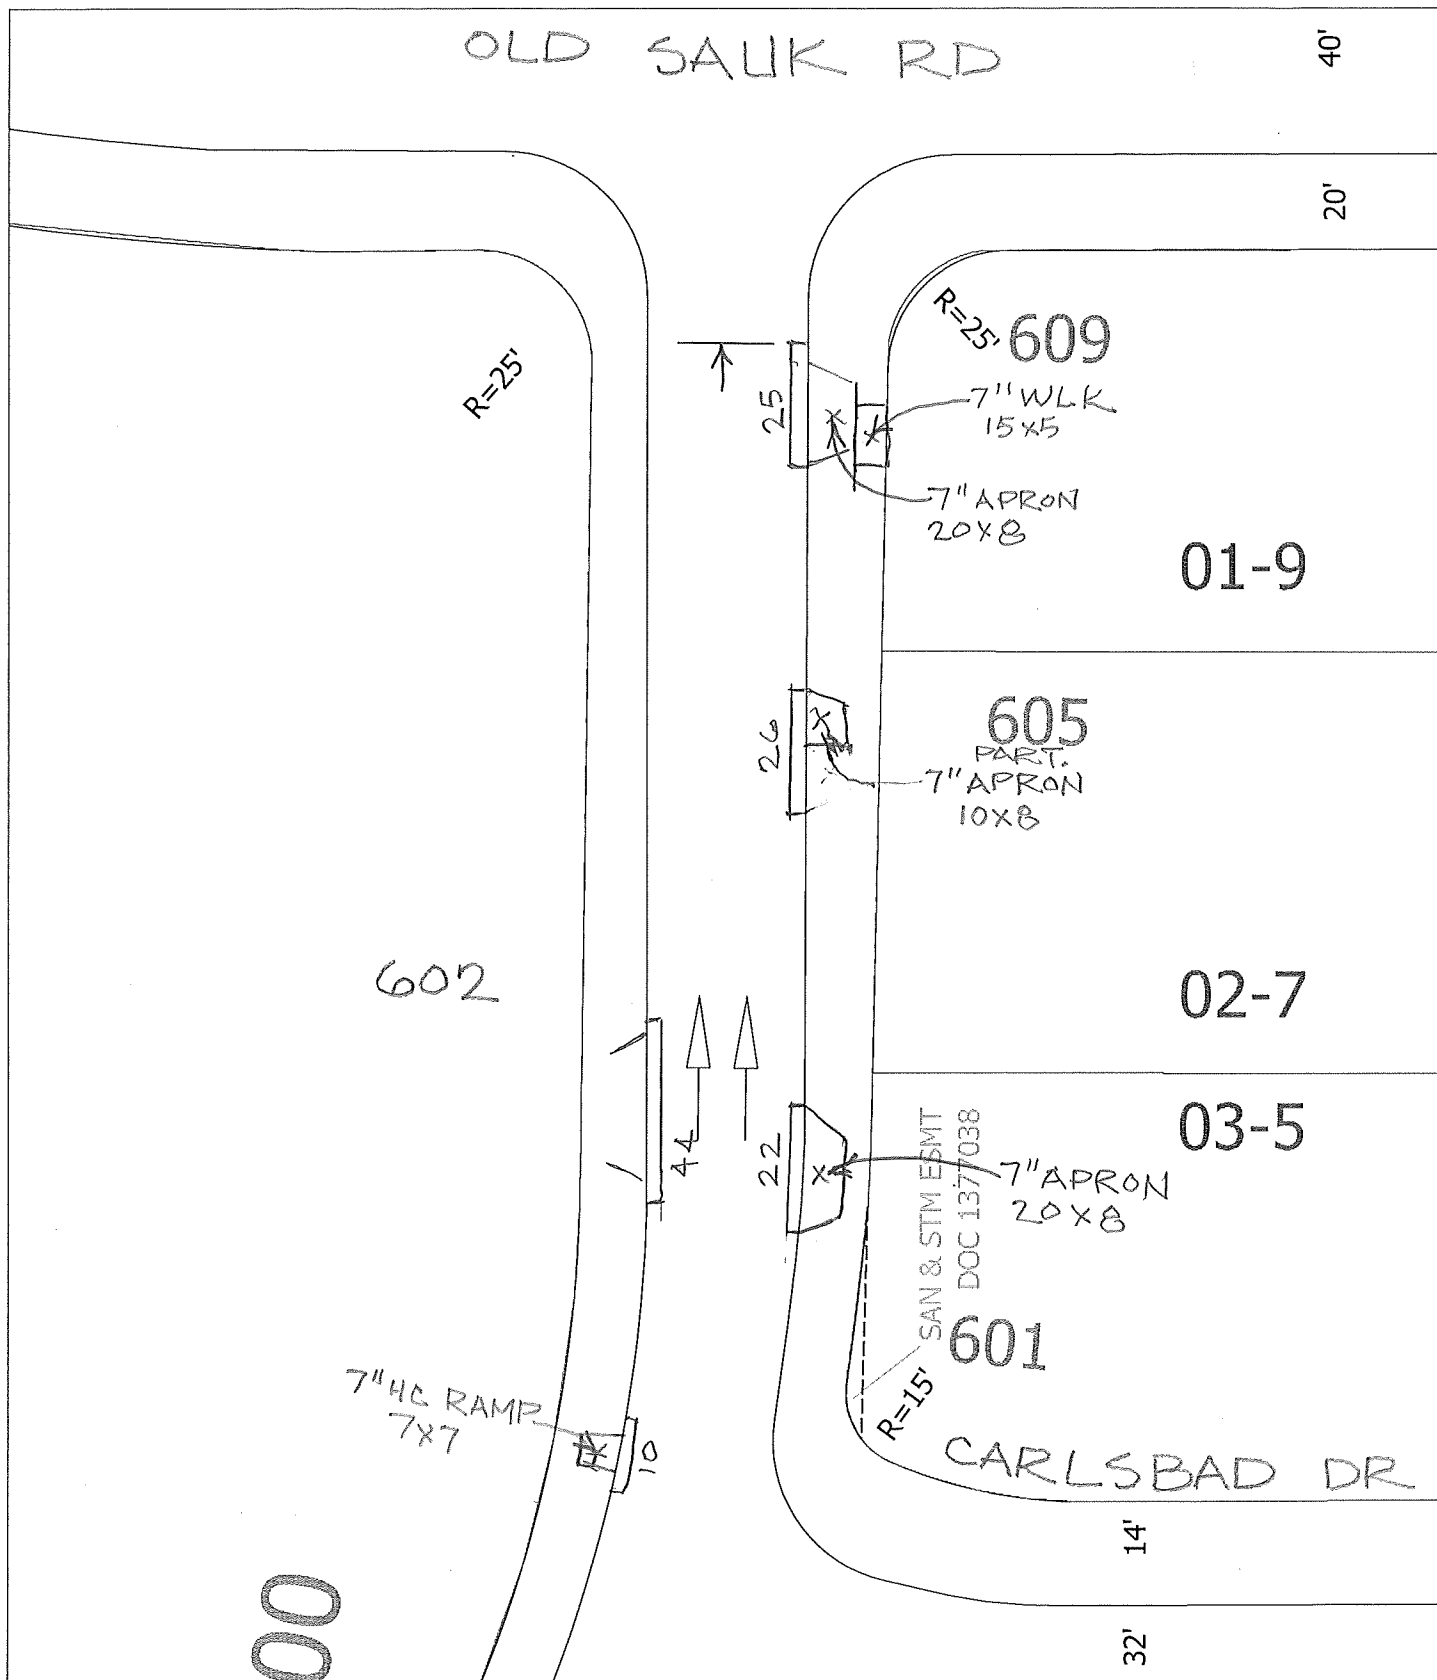 OLD SAUK RD
40'
20'
R=25'
R=25'
609
25
7" WLK
15x5
7" APRON
20x8
01-9
605
26
PART.
7" APRON
10x8
602
02-7
44
22
03-5
SAN & STM ESMT
DOC 1377038
7" APRON
20x8
601
R=15'
7" HC RAMP
7x7
10
CARLSBAD DR
14'
32'
00